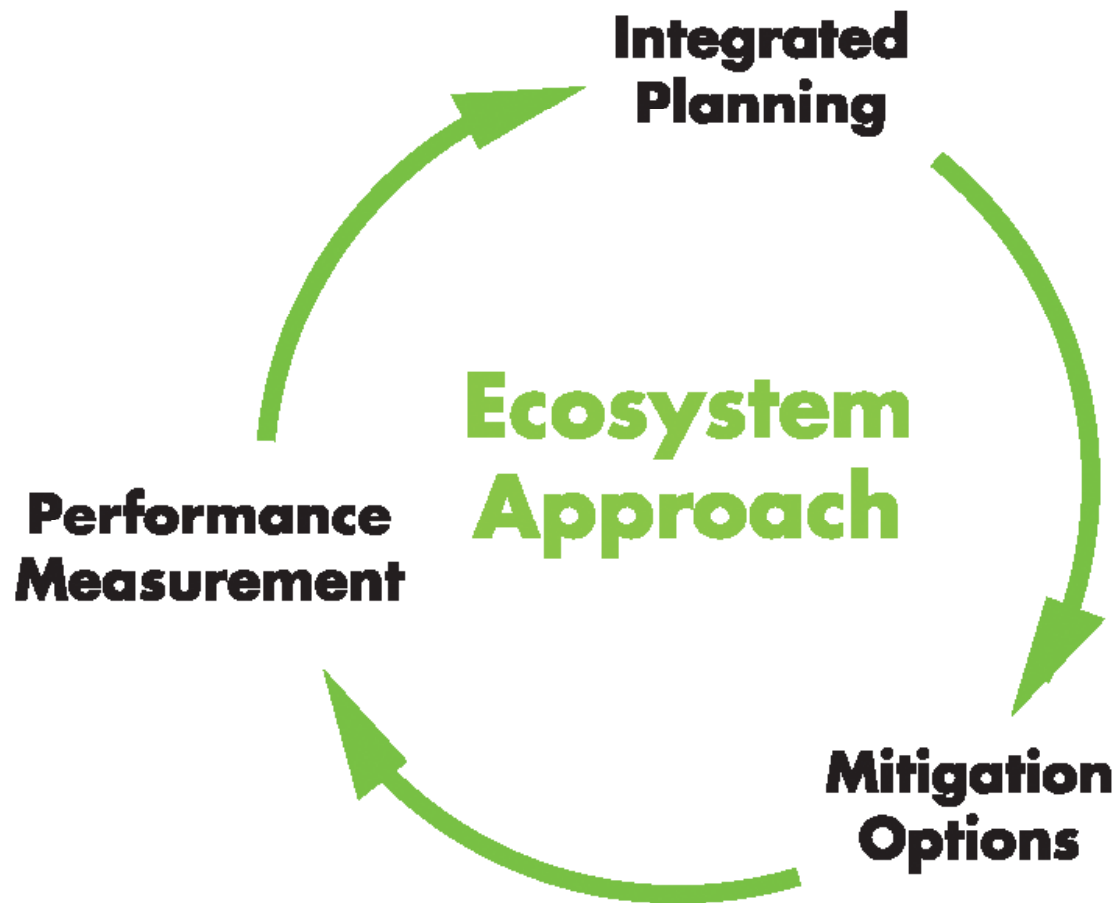 Integrated
Planning
Ecosystem
Approach
Performance
Measurement
Mitigation
Options